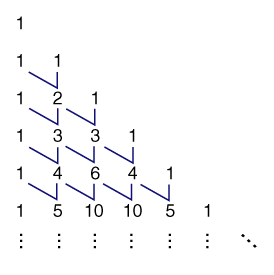 1
1 1
1 2 1
1 3 3 1
1 4 6 4 1
1 5 10 10 5 1
⋮ ⋮ ⋮ ⋮ ⋮ ⋮ ⋱